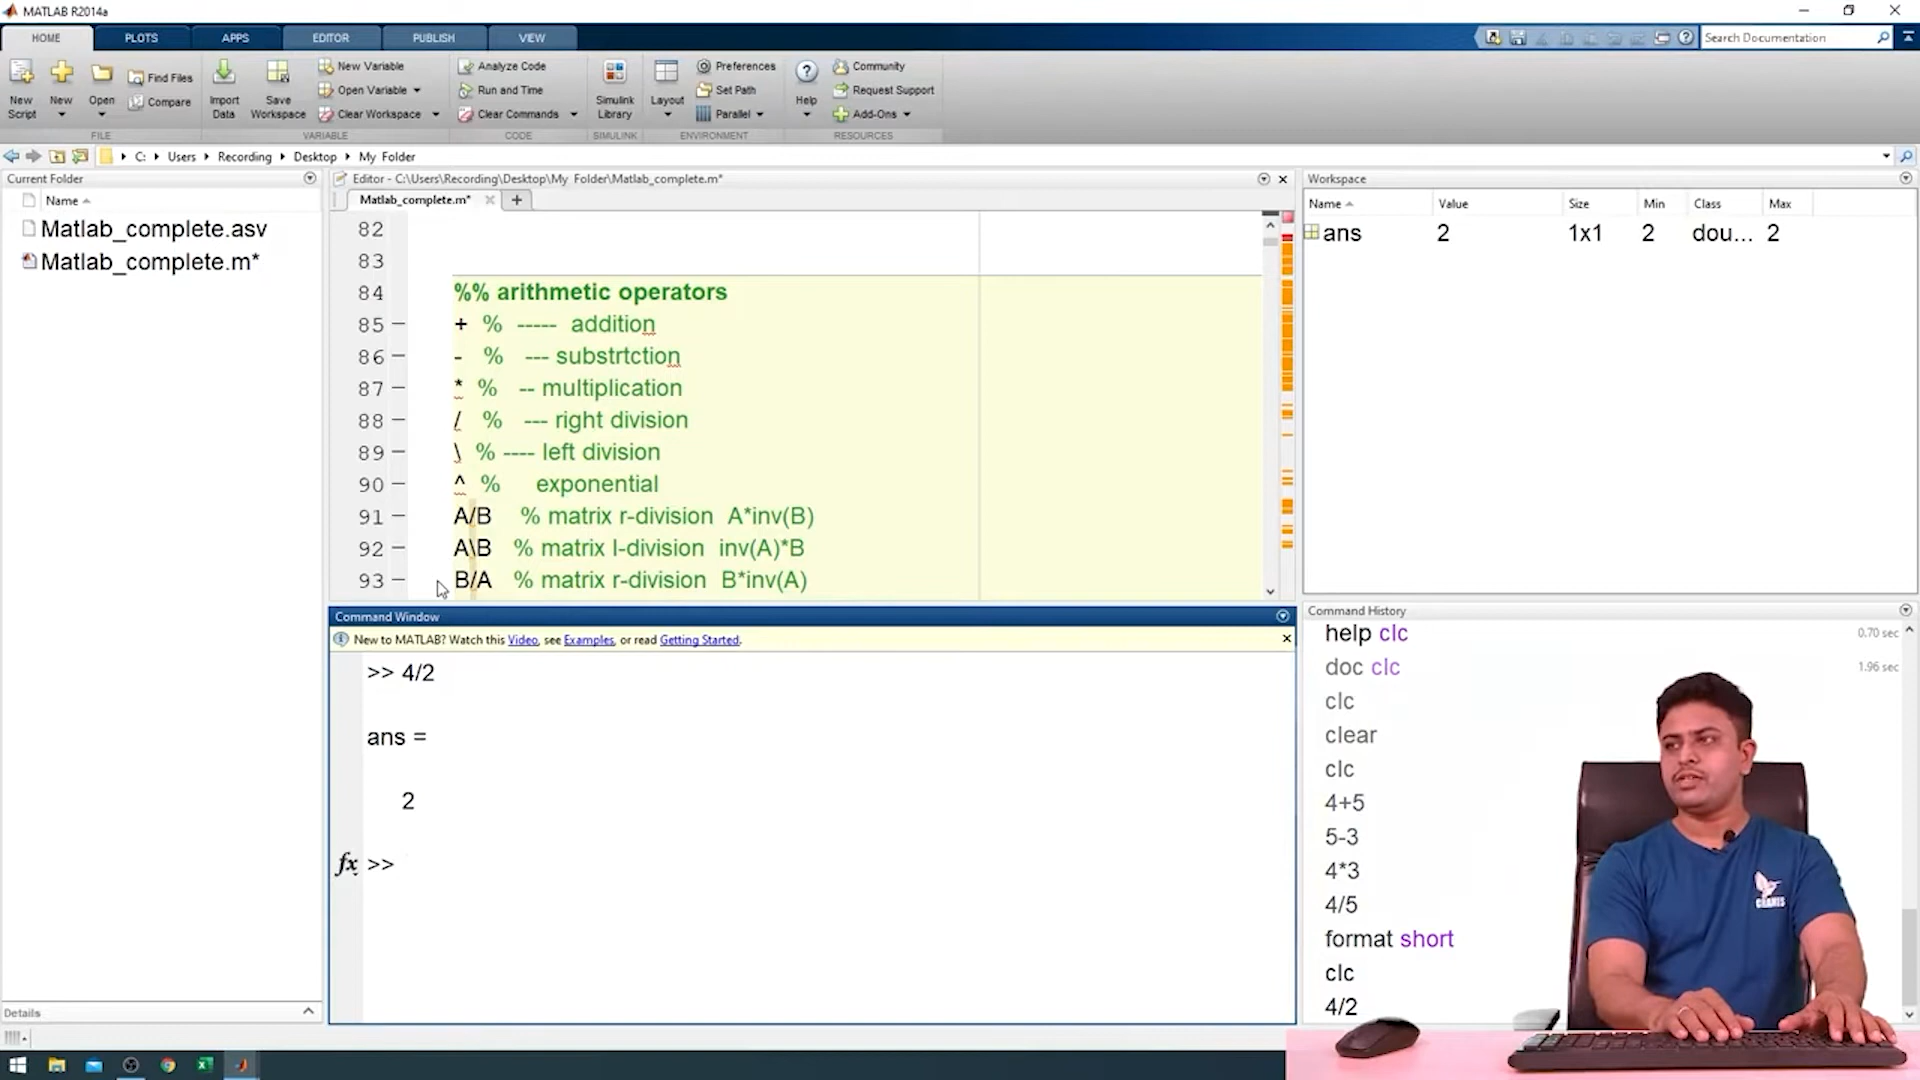 MATLAB R2014a
HOME PLOTS APPS EDITOR PUBLISH VIEW
Search Documentation
New Script
New
Open
Find Files
Compare
FILE
Import Data
Save Workspace
New Variable
Open Variable
Clear Workspace
VARIABLE
Analyze Code
Run and Time
Clear Commands
CODE
Simulink Library
SIMULINK
Layout
Preferences
Set Path
Parallel
ENVIRONMENT
Help
Community
Request Support
Add-Ons
RESOURCES
C: Users Recording Desktop My Folder
Current Folder
Name
Matlab_complete.asv
Matlab_complete.m*
Details
Editor - C:\Users\Recording\Desktop\My Folder\Matlab_complete.m*
Matlab_complete.m*
82
83
84 %% arithmetic operators
85 – + % ----- addition
86 – - % --- substrtction
87 – * % -- multiplication
88 – / % --- right division
89 – \ % ---- left division
90 – ^ % exponential
91 – A/B % matrix r-division A*inv(B)
92 – A\B % matrix l-division inv(A)*B
93 – B/A % matrix r-division B*inv(A)
Command Window
New to MATLAB? Watch this Video, see Examples, or read Getting Started.
>> 4/2
ans =
2
fx >>
Workspace
Name Value Size Min Class Max
ans 2 1x1 2 dou... 2
Command History
help clc 0.70 sec
doc clc 1.96 sec
clc
clear
clc
4+5
5-3
4*3
4/5
format short
clc
4/2
CRANES